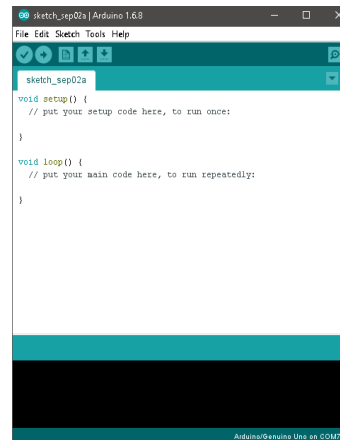 sketch_sep02a | Arduino 1.6.8
File Edit Sketch Tools Help
sketch_sep02a
void setup() {
// put your setup code here, to run once:
}
void loop() {
// put your main code here, to run repeatedly:
}
Arduino/Genuino Uno on COM7